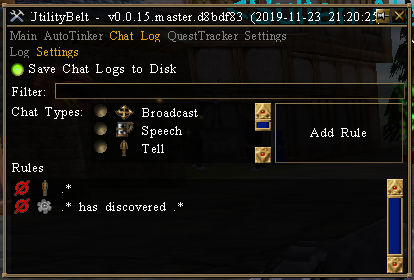 UtilityBelt - v0.0.15.master.d8bdf83 (2019-11-23 21:20:25
Main AutoTinker Chat Log QuestTracker Settings
Log Settings
Save Chat Logs to Disk
Filter:
Chat Types:
Broadcast
Speech
Tell
Add Rule
Rules
.*
.* has discovered .*